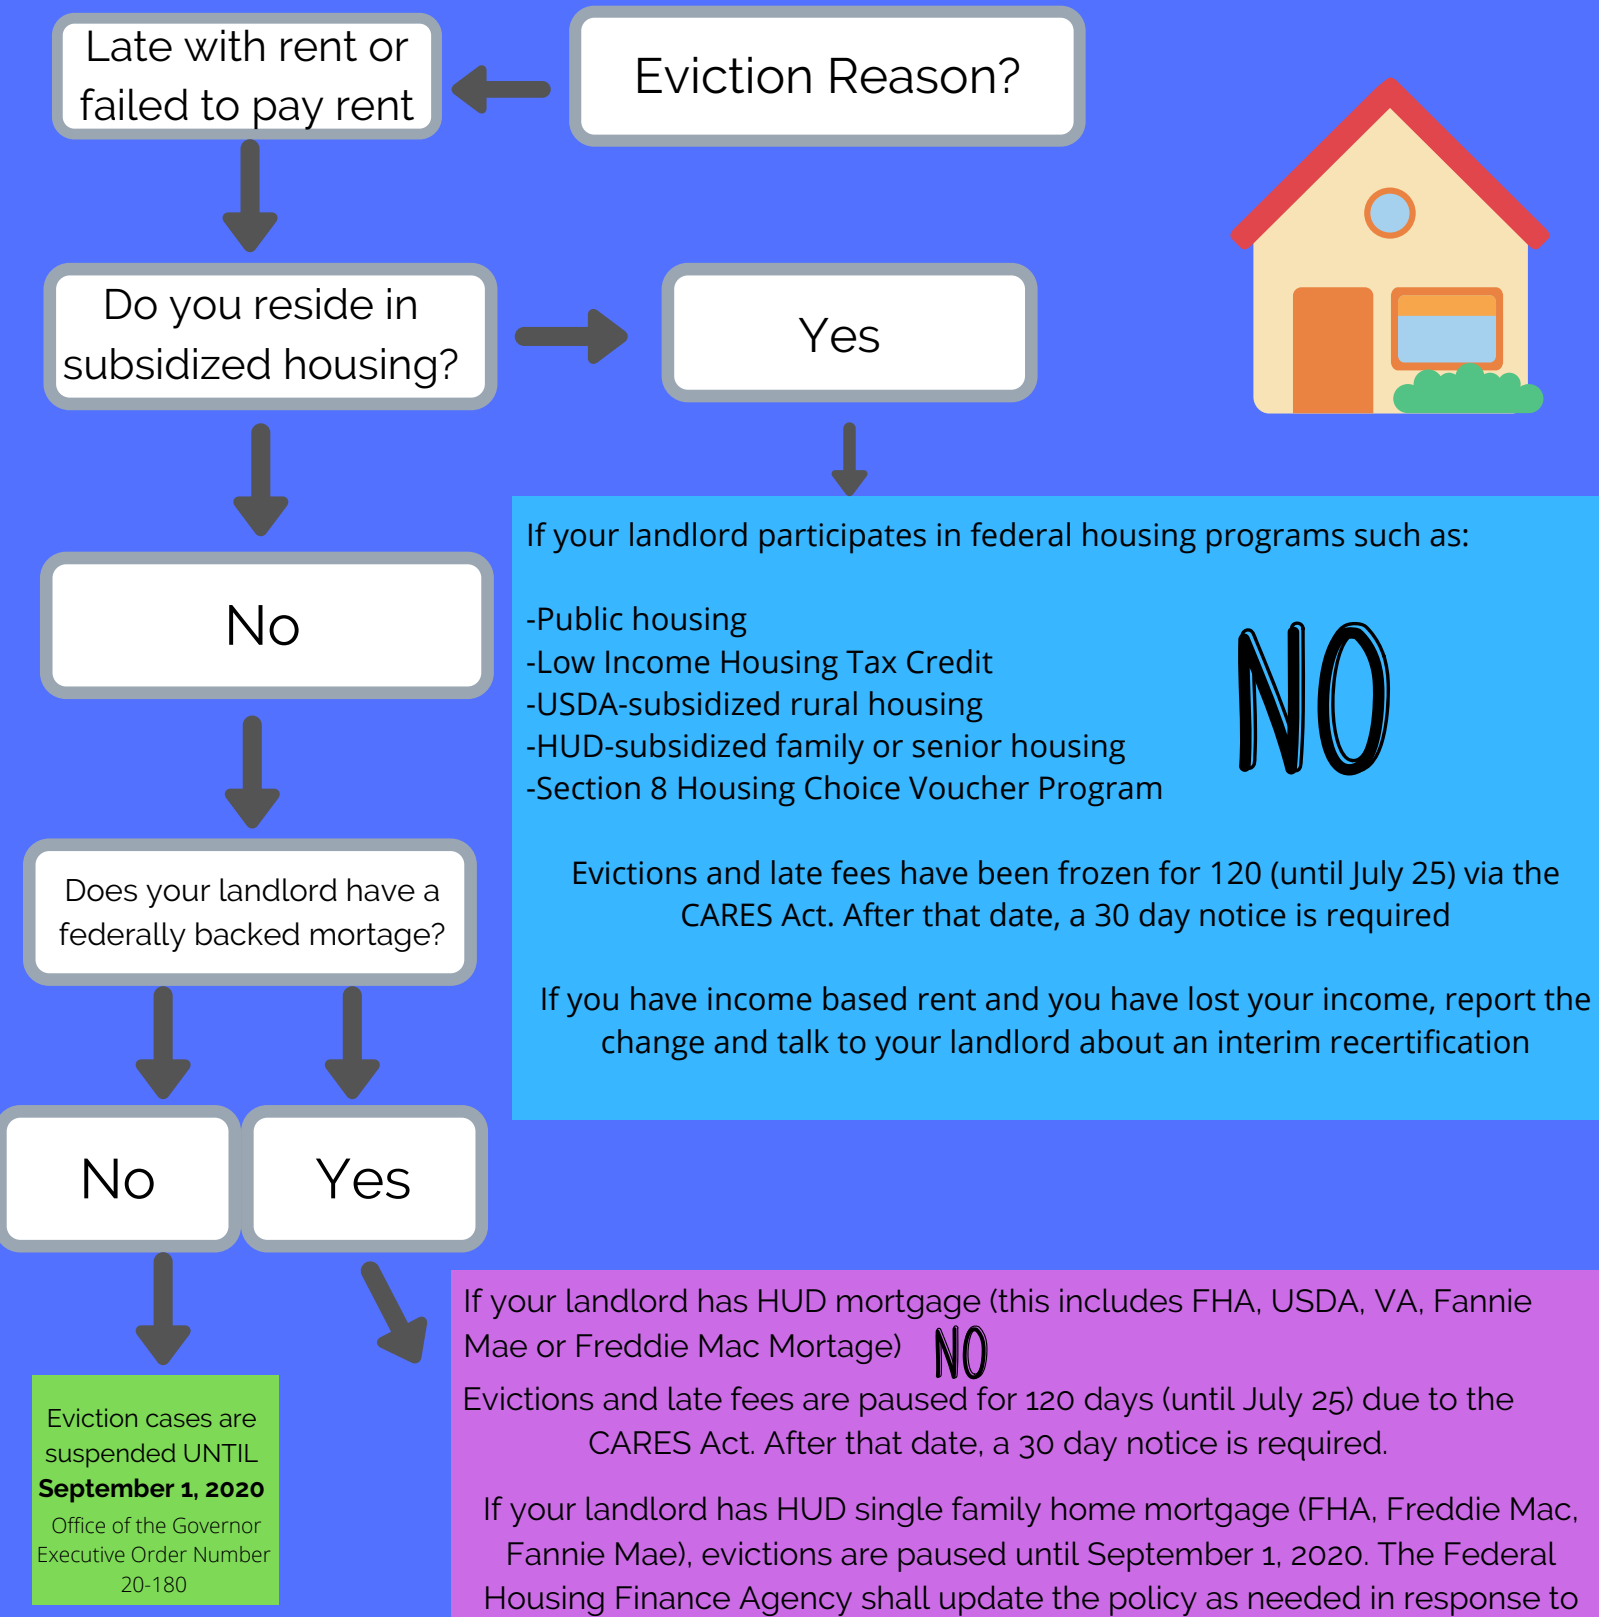 Eviction Reason?
Late with rent or
failed to pay rent
Do you reside in
subsidized housing?
Yes
If your landlord participates in federal housing programs such as:
-Public housing
-Low Income Housing Tax Credit
-USDA-subsidized rural housing
-HUD-subsidized family or senior housing
-Section 8 Housing Choice Voucher Program
NO
Evictions and late fees have been frozen for 120 (until July 25) via the
CARES Act. After that date, a 30 day notice is required
If you have income based rent and you have lost your income, report the
change and talk to your landlord about an interim recertification
No
Does your landlord have a
federally backed mortage?
No
Yes
Eviction cases are
suspended UNTIL
September 1, 2020
Office of the Governor
Executive Order Number
20-180
If your landlord has HUD mortgage (this includes FHA, USDA, VA, Fannie
Mae or Freddie Mac Mortage) NO
Evictions and late fees are paused for 120 days (until July 25) due to the
CARES Act. After that date, a 30 day notice is required.
If your landlord has HUD single family home mortgage (FHA, Freddie Mac,
Fannie Mae), evictions are paused until September 1, 2020. The Federal
Housing Finance Agency shall update the policy as needed in response to